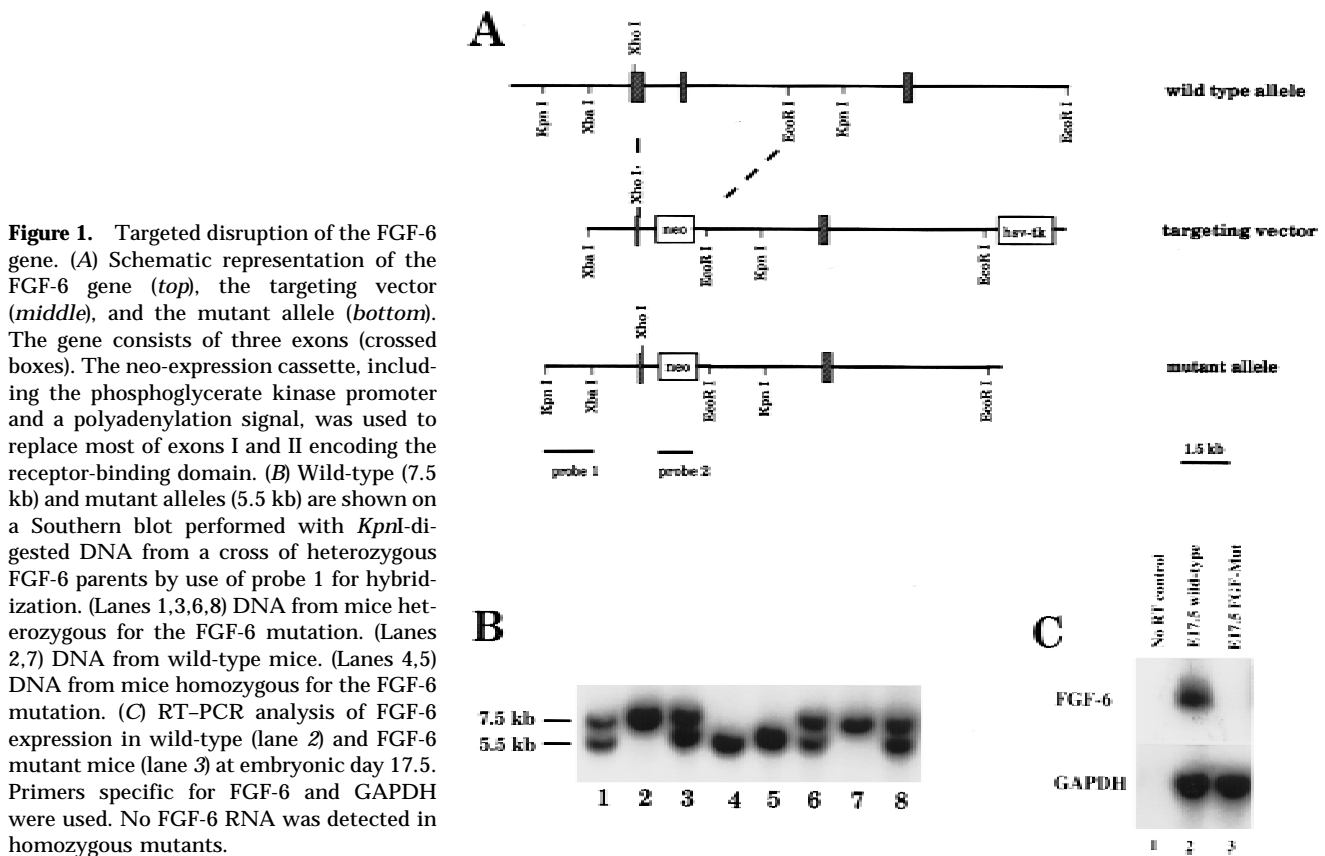 Figure 1. Targeted disruption of the FGF-6
gene. (A) Schematic representation of the
FGF-6 gene (top), the targeting vector
(middle), and the mutant allele (bottom).
The gene consists of three exons (crossed
boxes). The neo-expression cassette, includ-
ing the phosphoglycerate kinase promoter
and a polyadenylation signal, was used to
replace most of exons I and II encoding the
receptor-binding domain. (B) Wild-type (7.5
kb) and mutant alleles (5.5 kb) are shown on
a Southern blot performed with KpnI-di-
gested DNA from a cross of heterozygous
FGF-6 parents by use of probe 1 for hybrid-
ization. (Lanes 1,3,6,8) DNA from mice het-
erozygous for the FGF-6 mutation. (Lanes
2,7) DNA from wild-type mice. (Lanes 4,5)
DNA from mice homozygous for the FGF-6
mutation. (C) RT–PCR analysis of FGF-6
expression in wild-type (lane 2) and FGF-6
mutant mice (lane 3) at embryonic day 17.5.
Primers specific for FGF-6 and GAPDH
were used. No FGF-6 RNA was detected in
homozygous mutants.
A
Xho I
Kpn I
Xba I
EcoR I
Kpn I
EcoR I
wild type allele
Xho I
neo
hsv-tk
Xba I
EcoR I
Kpn I
EcoR I
targeting vector
Xho I
neo
Kpn I
Xba I
EcoR I
Kpn I
EcoR I
mutant allele
probe 1
probe 2
1.5 kb
B
7.5 kb
5.5 kb
1 2 3 4 5 6 7 8
C
No RT control
E17.5 wild-type
E17.5 FGF-Mut
FGF-6
GAPDH
1 2 3